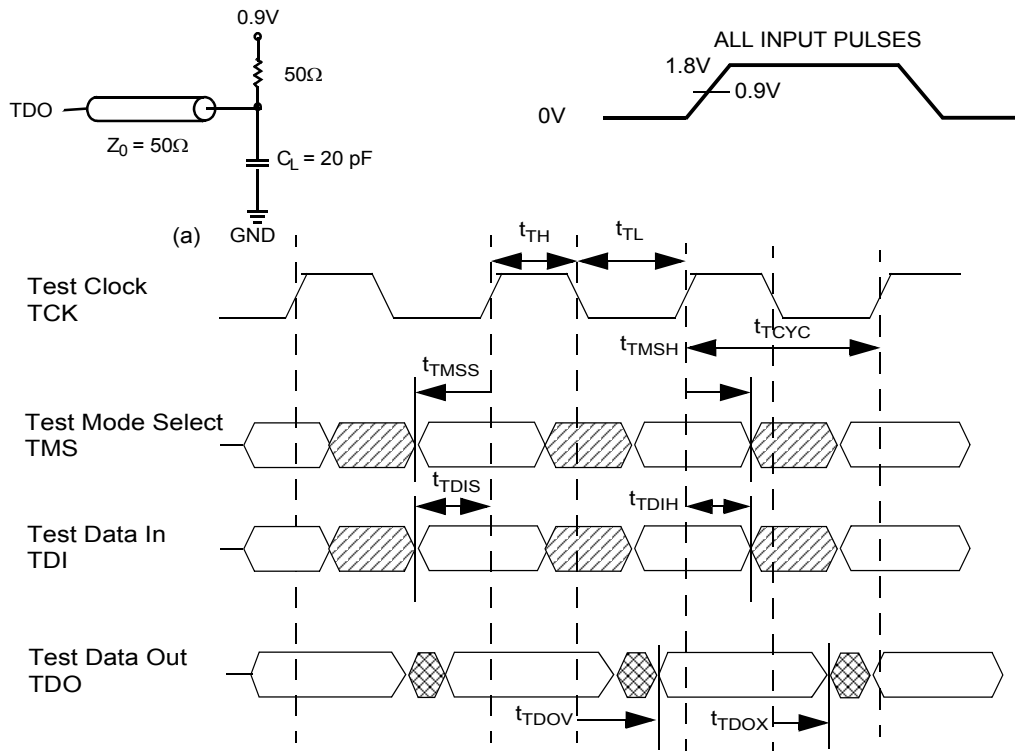 0.9V
ALL INPUT PULSES
50Ω
1.8V
0.9V
TDO
0V
Z0 = 50Ω
CL = 20 pF
(a)
GND
tTH
tTL
Test Clock
TCK
tTMSH
tTCYC
tTMSS
Test Mode Select
TMS
tTDIS
tTDIH
Test Data In
TDI
Test Data Out
TDO
tTDOV
tTDOX